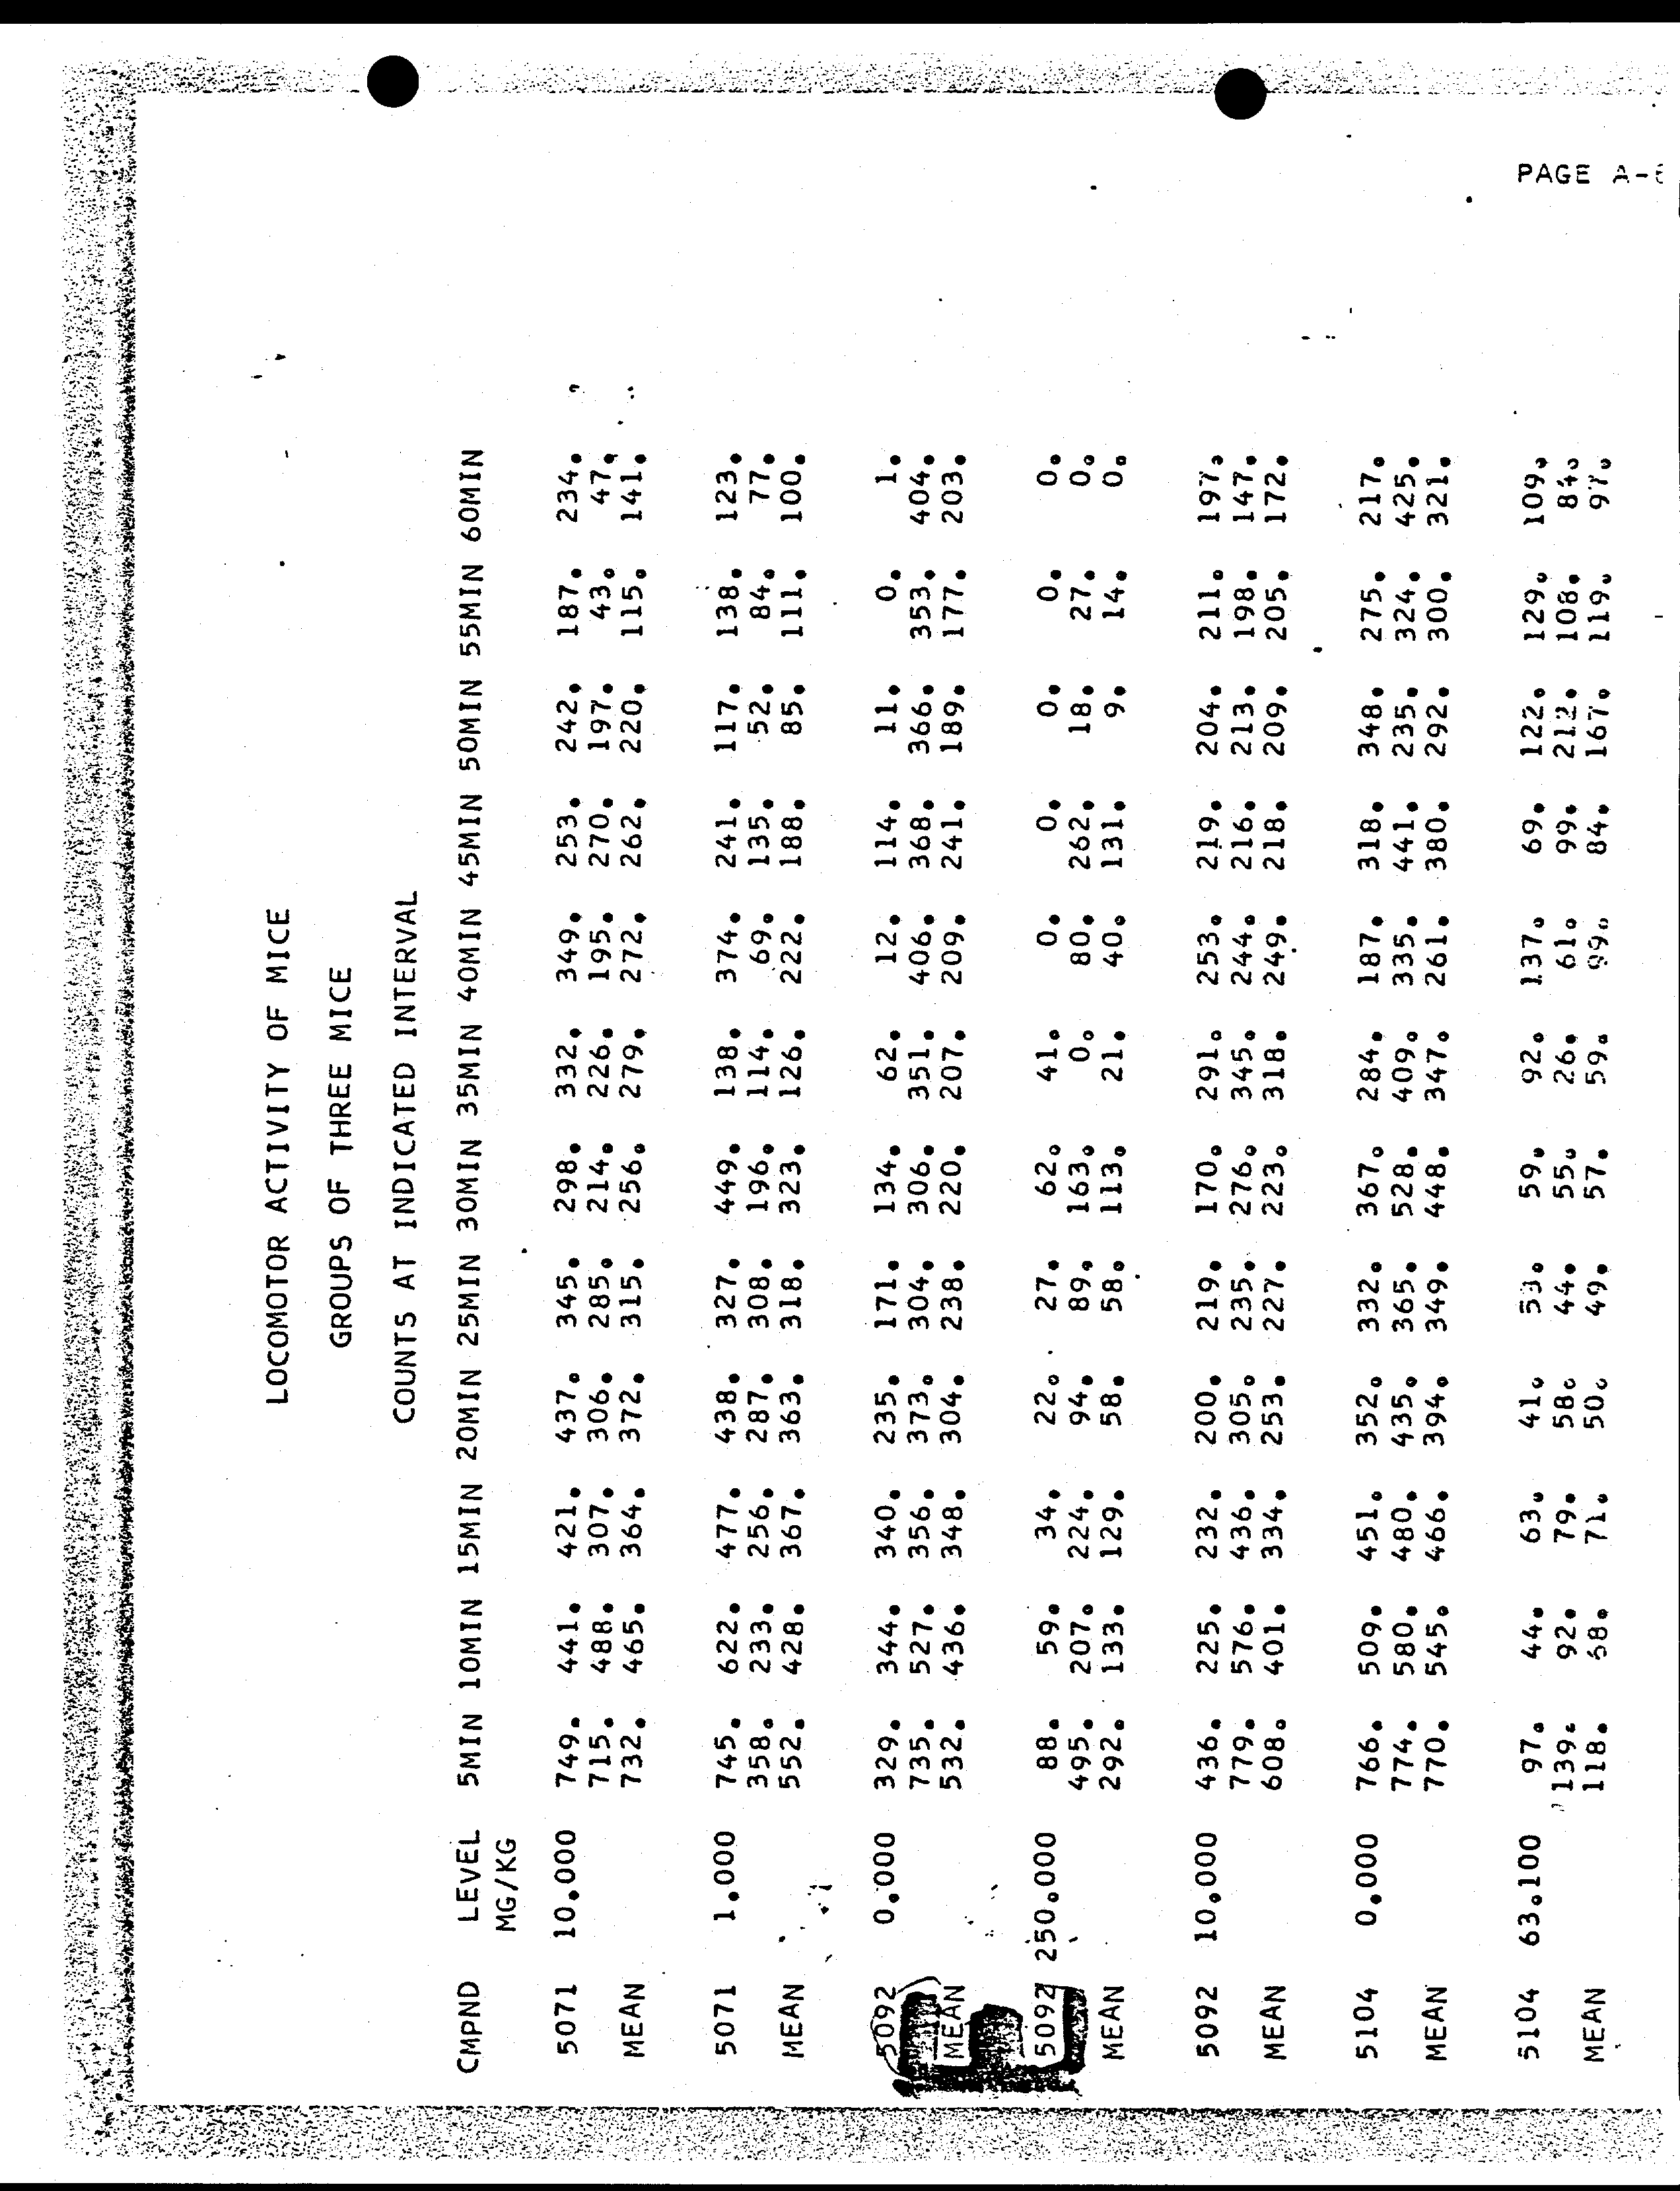 LOCOMOTOR ACTIVITY OF MICE
GROUPS OF THREE MICE
COUNTS AT INDICATED INTERVAL
CMPND LEVEL 5MIN 10MIN 15MIN 20MIN 25MIN 30MIN 35MIN 40MIN 45MIN 50MIN 55MIN 60MIN
MG/KG
5071 10.000 749. 441. 421. 437. 345. 298. 332. 349. 253. 242. 187. 234.
715. 488. 307. 306. 285. 214. 226. 195. 270. 197. 43. 47.
MEAN 732. 465. 364. 372. 315. 256. 279. 272. 262. 220. 115. 141.
5071 1.000 745. 622. 477. 438. 327. 449. 138. 374. 241. 117. 138. 123.
358. 233. 256. 287. 308. 196. 114. 69. 135. 52. 84. 77.
MEAN 552. 428. 367. 363. 318. 323. 126. 222. 188. 85. 111. 100.
5092 0.000 329. 344. 340. 235. 171. 134. 62. 12. 114. 11. 0. 1.
735. 527. 356. 373. 304. 306. 351. 406. 368. 366. 353. 404.
MEAN 532. 436. 348. 304. 238. 220. 207. 209. 241. 189. 177. 203.
5092 250.000 88. 59. 34. 22. 27. 62. 41. 0. 0. 0. 0. 0.
495. 207. 224. 94. 89. 163. 0. 80. 262. 18. 27. 0.
MEAN 292. 133. 129. 58. 58. 113. 21. 40. 131. 9. 14. 0.
5092 10.000 436. 225. 232. 200. 219. 170. 291. 253. 219. 204. 211. 197.
779. 576. 436. 305. 235. 276. 345. 244. 216. 213. 198. 147.
MEAN 608. 401. 334. 253. 227. 223. 318. 249. 218. 209. 205. 172.
5104 0.000 766. 509. 451. 352. 332. 367. 284. 187. 318. 348. 275. 217.
774. 580. 480. 435. 365. 528. 409. 335. 441. 235. 324. 425.
MEAN 770. 545. 466. 394. 349. 448. 347. 261. 380. 292. 300. 321.
5104 63.100 97. 44. 63. 41. 53. 59. 92. 137. 69. 122. 129. 109.
139. 92. 79. 58. 44. 55. 26. 61. 99. 212. 108. 84.
MEAN 118. 68. 71. 50. 49. 57. 59. 99. 84. 167. 119. 97.
PAGE